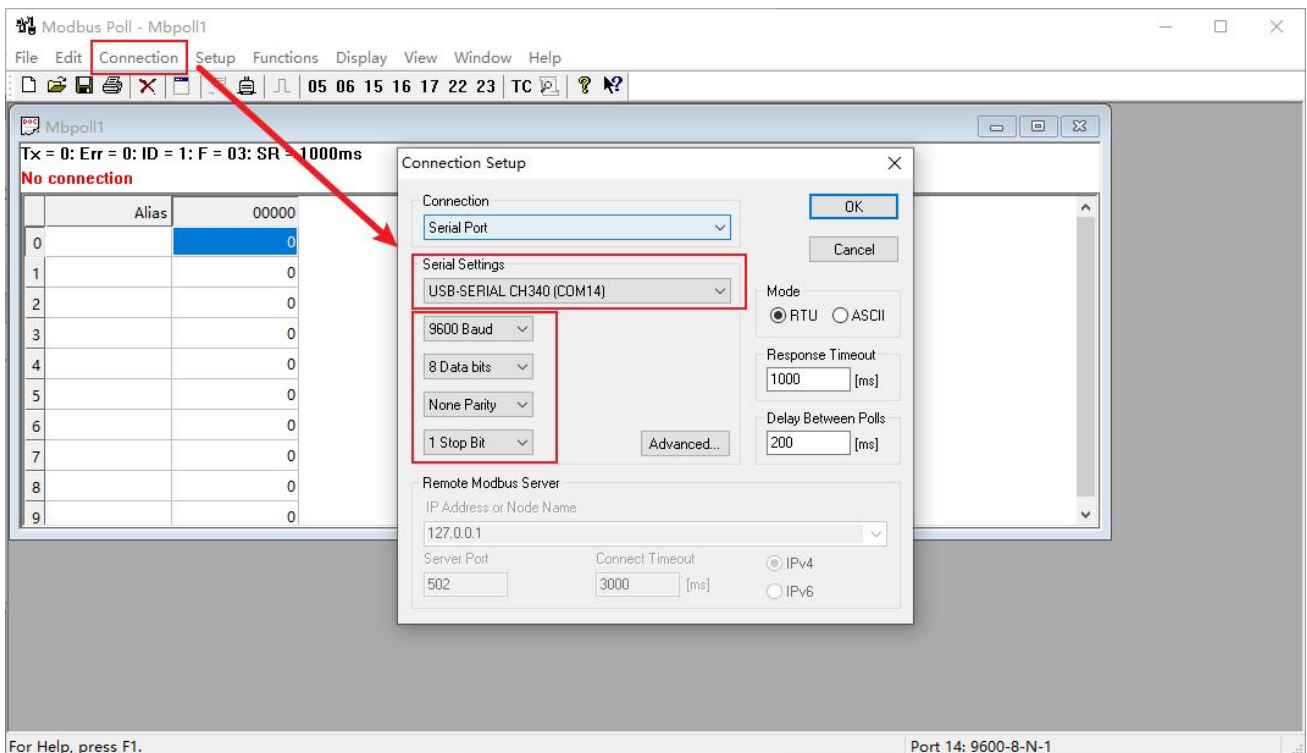 Modbus Poll - Mbpoll1
File Edit Connection Setup Functions Display View Window Help
05 06 15 16 17 22 23 TC
Mbpoll1
Tx = 0: Err = 0: ID = 1: F = 03: SR = 1000ms
No connection
Alias 00000
0 0
1 0
2 0
3 0
4 0
5 0
6 0
7 0
8 0
9 0
Connection Setup
Connection
Serial Port
OK
Cancel
Serial Settings
USB-SERIAL CH340 (COM14)
9600 Baud
8 Data bits
None Parity
1 Stop Bit
Advanced...
Mode
RTU ASCII
Response Timeout
1000 [ms]
Delay Between Polls
200 [ms]
Remote Modbus Server
IP Address or Node Name
127.0.0.1
Server Port Connect Timeout
502 3000 [ms]
IPv4
IPv6
For Help, press F1.
Port 14: 9600-8-N-1